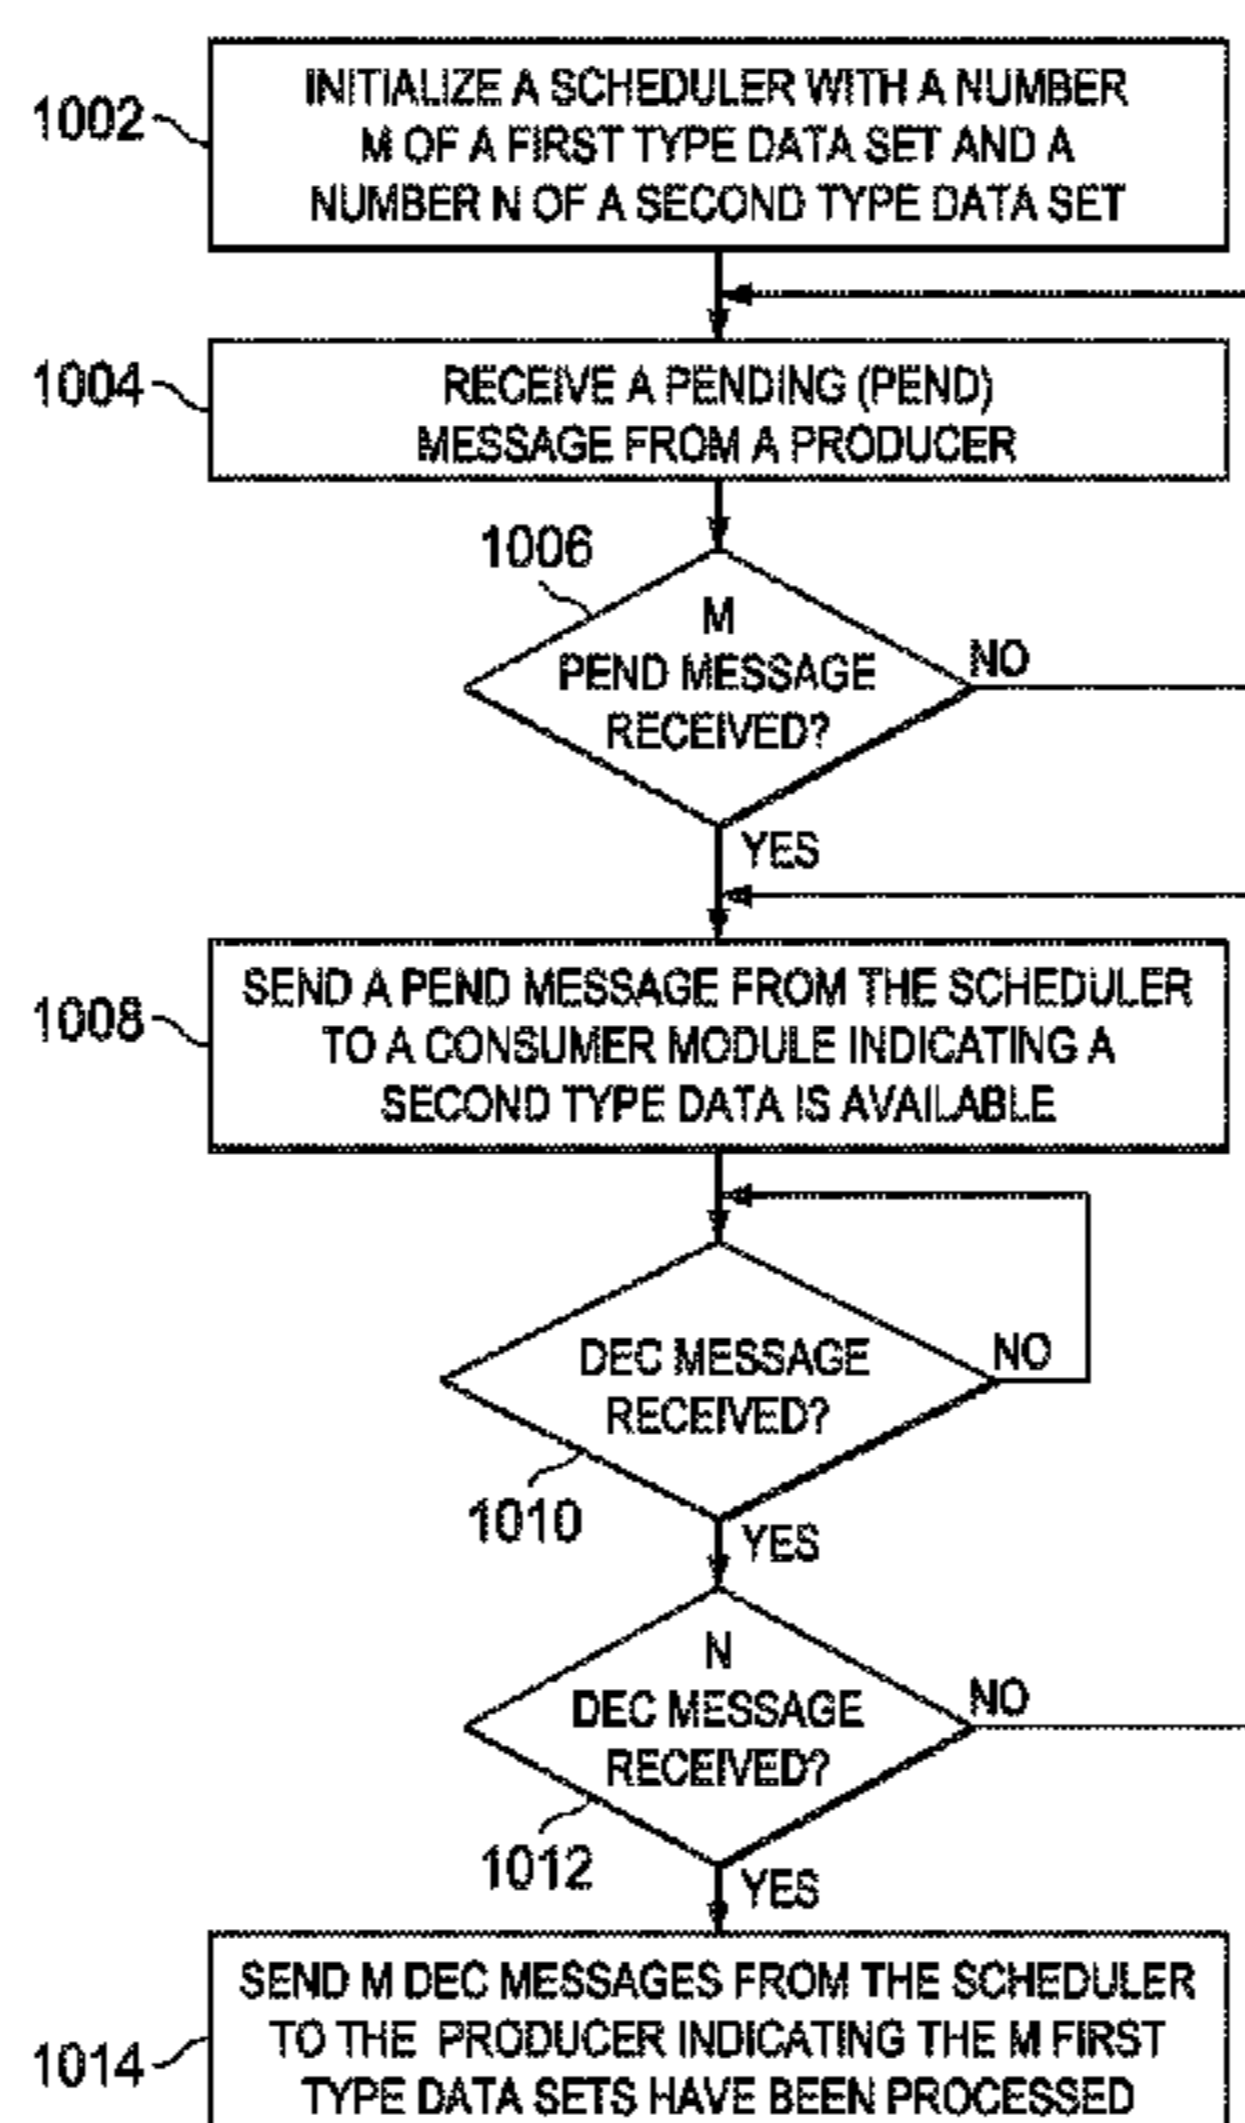 1002
INITIALIZE A SCHEDULER WITH A NUMBER
M OF A FIRST TYPE DATA SET AND A
NUMBER N OF A SECOND TYPE DATA SET
1004
RECEIVE A PENDING (PEND)
MESSAGE FROM A PRODUCER
1006
M
PEND MESSAGE
RECEIVED?
NO
YES
1008
SEND A PEND MESSAGE FROM THE SCHEDULER
TO A CONSUMER MODULE INDICATING A
SECOND TYPE DATA IS AVAILABLE
DEC MESSAGE
RECEIVED?
NO
1010
YES
N
DEC MESSAGE
RECEIVED?
NO
1012
YES
1014
SEND M DEC MESSAGES FROM THE SCHEDULER
TO THE PRODUCER INDICATING THE M FIRST
TYPE DATA SETS HAVE BEEN PROCESSED